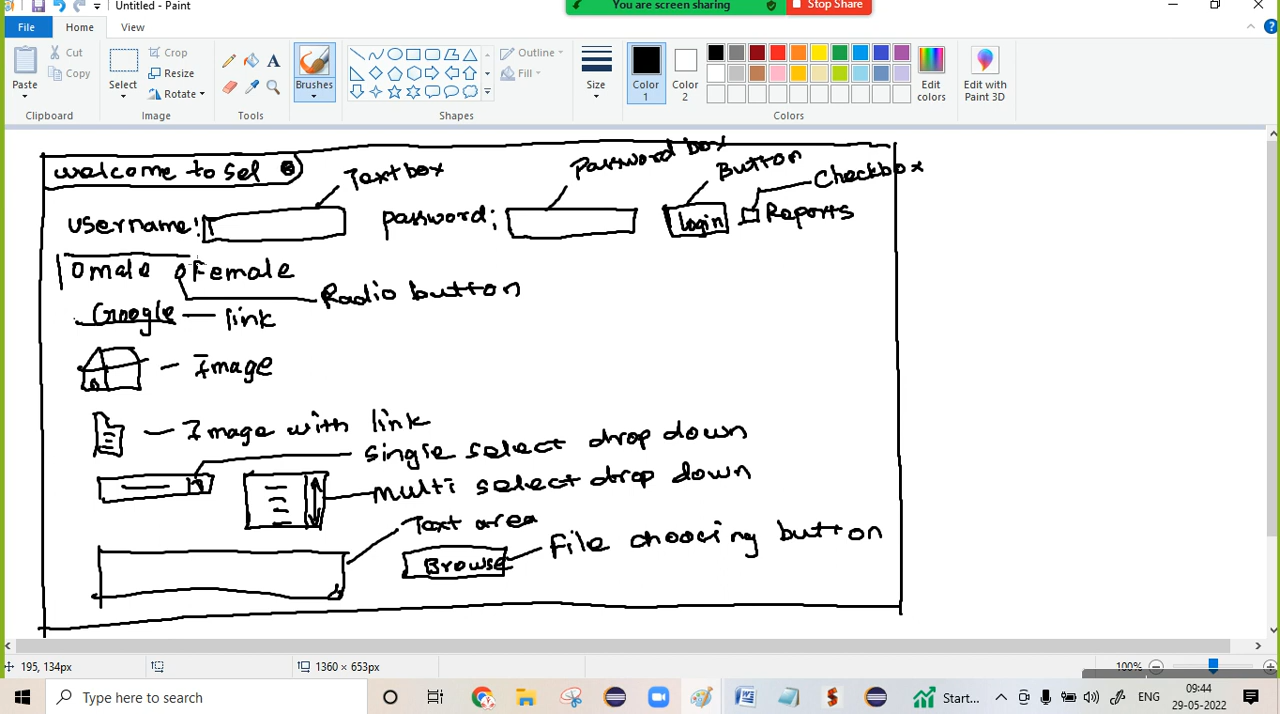 Untitled - Paint
You are screen sharing
Stop Share
File
Home
View
Paste
Cut
Copy
Clipboard
Select
Crop
Resize
Rotate
Image
Tools
Brushes
Outline
Fill
Shapes
Size
Color 1
Color 2
Edit colors
Colors
Edit with Paint 3D
welcome to sel
Textbox
Password box
Button
Checkbox
username:
password:
login
Reports
male
Female
Radio button
Google
link
Image
Image with link
single select drop down
multi select drop down
Text area
Browse
File choosing button
195, 134px
1360 × 653px
100%
Type here to search
Start...
ENG
09:44
29-05-2022